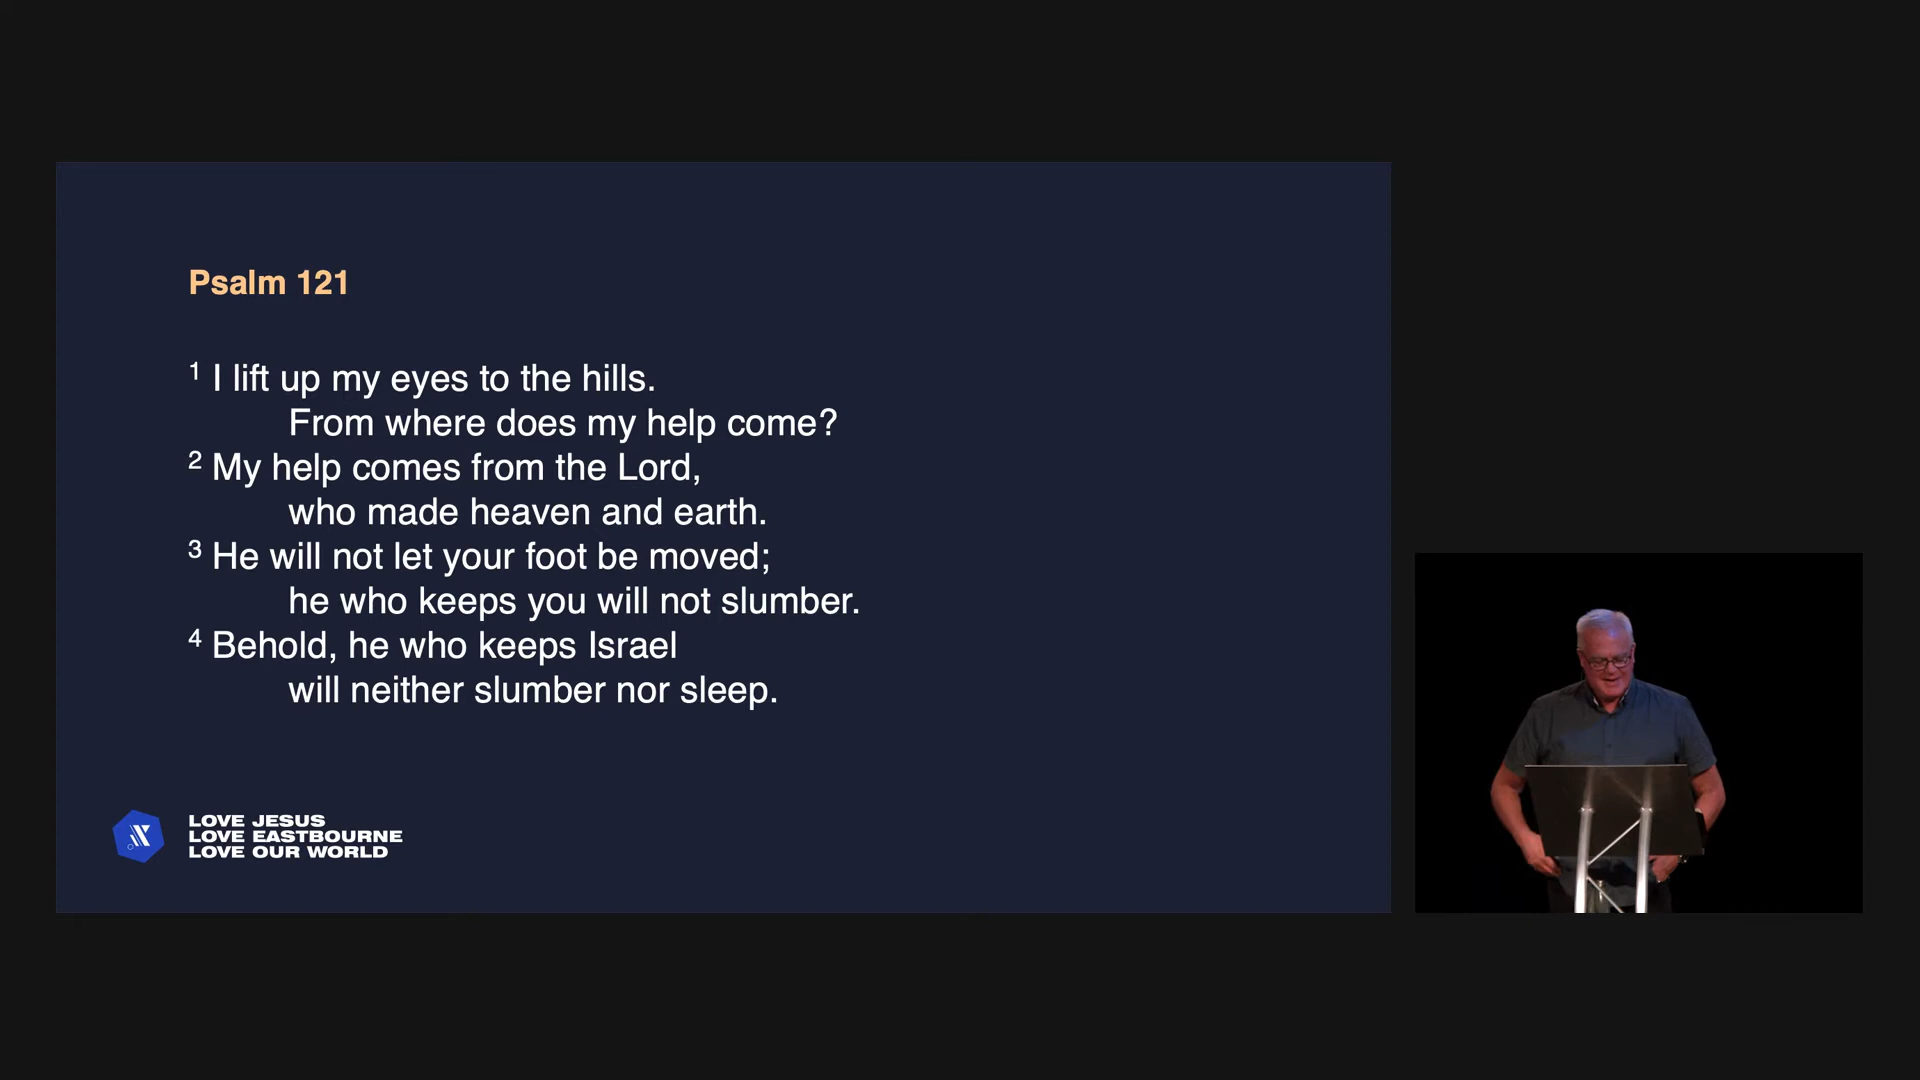 Psalm 121
1 I lift up my eyes to the hills.
From where does my help come?
2 My help comes from the Lord,
who made heaven and earth.
3 He will not let your foot be moved;
he who keeps you will not slumber.
4 Behold, he who keeps Israel
will neither slumber nor sleep.
LOVE JESUS
LOVE EASTBOURNE
LOVE OUR WORLD